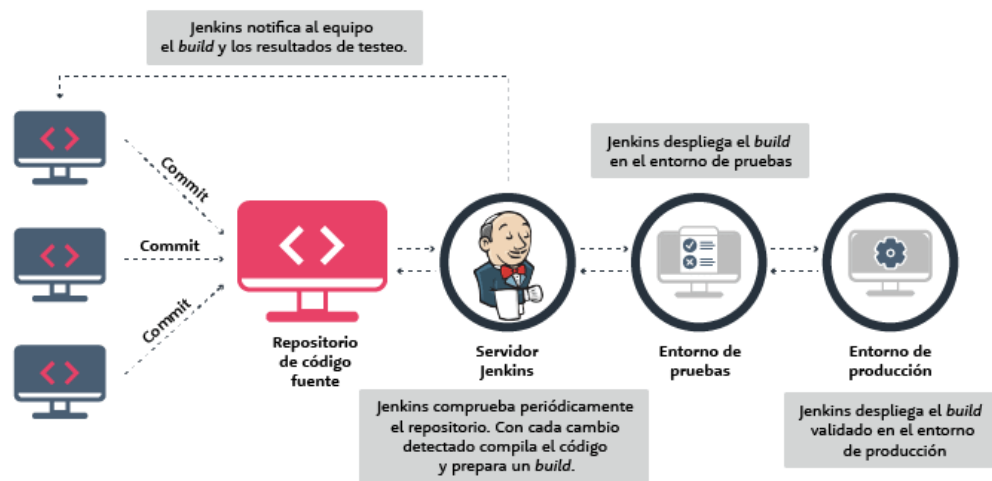 Jenkins notifica al equipo
el build y los resultados de testeo.
Commit
Commit
Commit
Jenkins despliega el build
en el entorno de pruebas
Repositorio
de código
fuente
Servidor
Jenkins
Entorno de
pruebas
Entorno de
producción
Jenkins comprueba periódicamente
el repositorio. Con cada cambio
detectado compila el código
y prepara un build.
Jenkins despliega el build
validado en el entorno
de producción